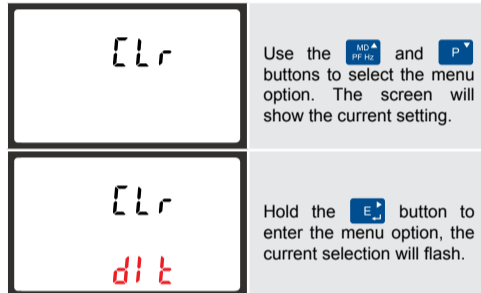 CLr
Use the MD PF Hz and P
buttons to select the menu
option. The screen will
show the current setting.
CLr
dIt
Hold the E button to
enter the menu option, the
current selection will flash.